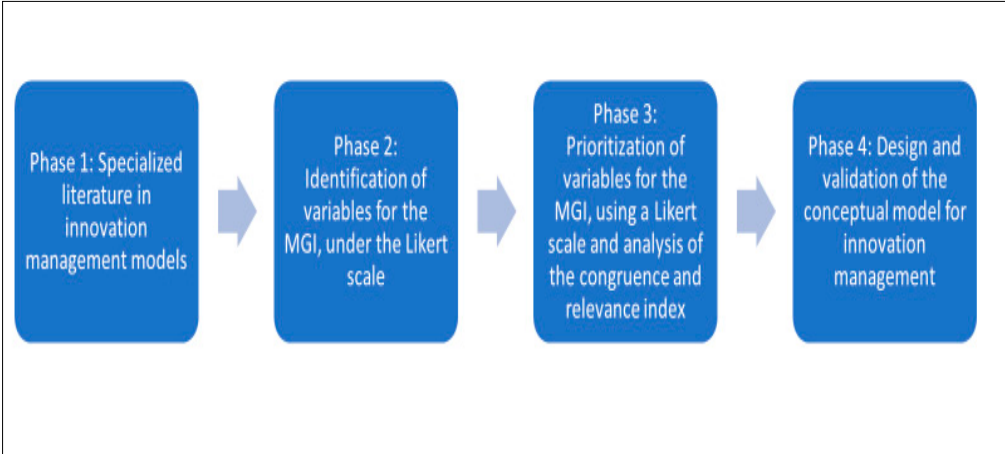 Phase 1: Specialized
literature in
innovation
management models
Phase 2:
Identification of
variables for the
MGI, under the Likert
scale
Phase 3:
Prioritization of
variables for the
MGI, using a Likert
scale and analysis of
the congruence and
relevance index
Phase 4: Design and
validation of the
conceptual model for
innovation
management